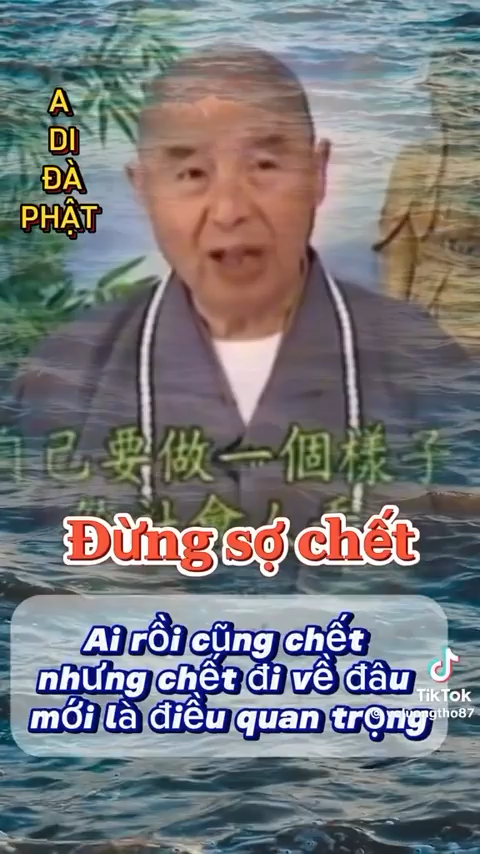 A
DI
ĐÀ
PHẬT
自己要做一個樣子
Đừng sợ chết
Ai rồi cũng chết
nhưng chết đi về đâu
mới là điều quan trọng
TikTok